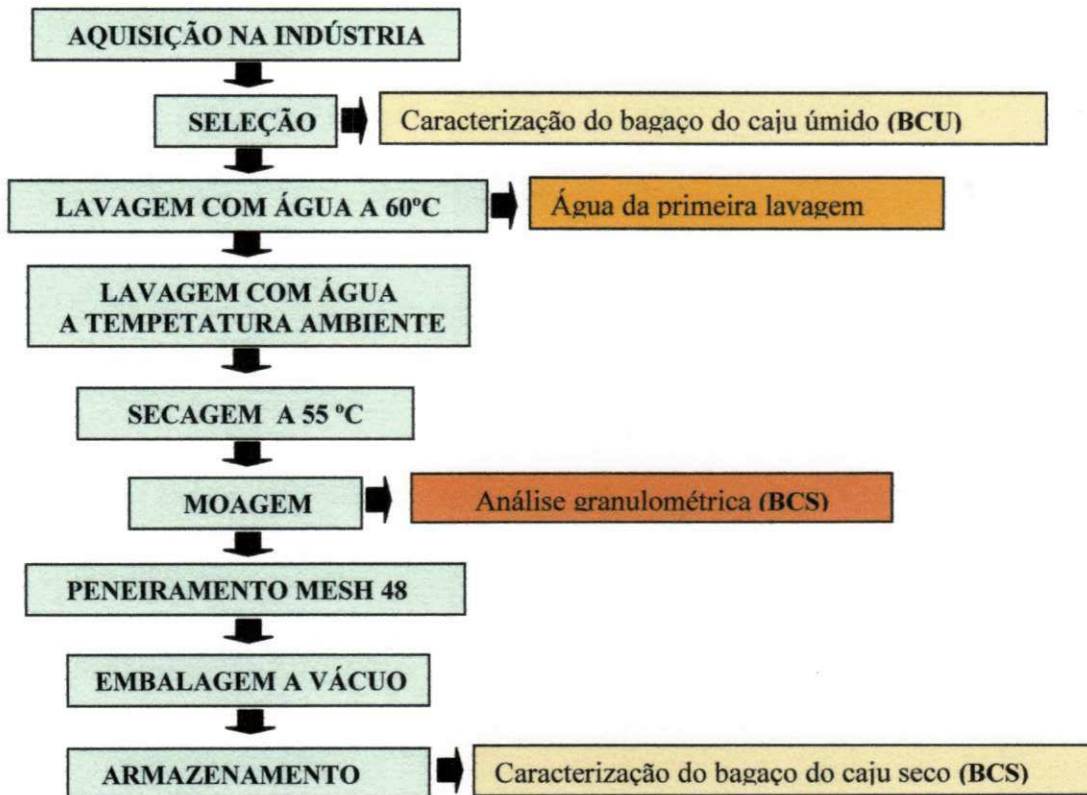 AQUISIÇÃO NA INDÚSTRIA
SELEÇÃO
Caracterização do bagaço do caju úmido (BCU)
LAVAGEM COM ÁGUA A 60ºC
Água da primeira lavagem
LAVAGEM COM ÁGUA
A TEMPETATURA AMBIENTE
SECAGEM A 55 ºC
MOAGEM
Análise granulométrica (BCS)
PENEIRAMENTO MESH 48
EMBALAGEM A VÁCUO
ARMAZENAMENTO
Caracterização do bagaço do caju seco (BCS)